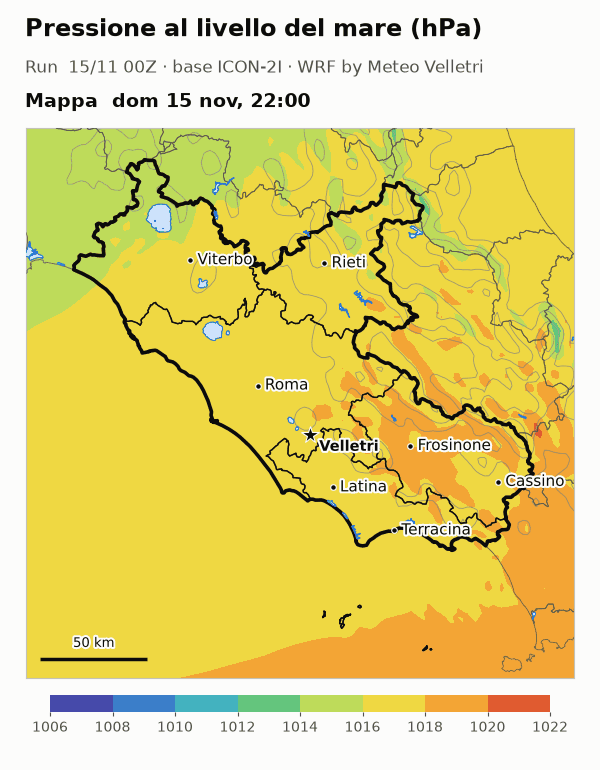 Pressione al livello del mare (hPa)
Run  15/11 00Z · base ICON-2I · WRF by Meteo Velletri
Mappa  dom 15 nov, 22:00
Viterbo
Rieti
Roma
Velletri
Frosinone
Cassino
Latina
Terracina
50 km
1006 1008 1010 1012 1014 1016 1018 1020 1022